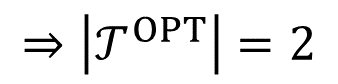 ⇒ |𝒯^OPT| = 2